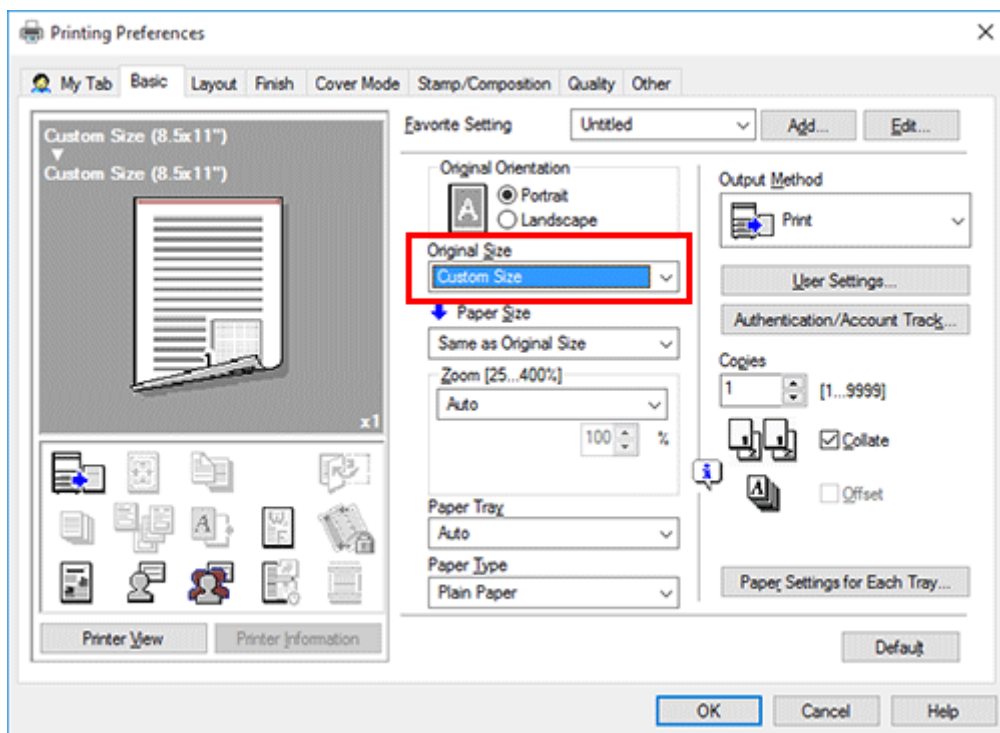 Printing Preferences
My Tab Basic Layout Finish Cover Mode Stamp/Composition Quality Other
Custom Size (8.5x11")
Custom Size (8.5x11")
1
x1
Printer View Printer Information
Favorite Setting Untitled Add... Edit...
Original Orientation
A Portrait
Landscape
Original Size
Custom Size
Paper Size
Same as Original Size
Zoom [25...400%]
Auto
100 %
Paper Tray
Auto
Paper Type
Plain Paper
Output Method
Print
User Settings...
Authentication/Account Track...
Copies
1 [1...9999]
Collate
Offset
Paper Settings for Each Tray...
Default
OK Cancel Help